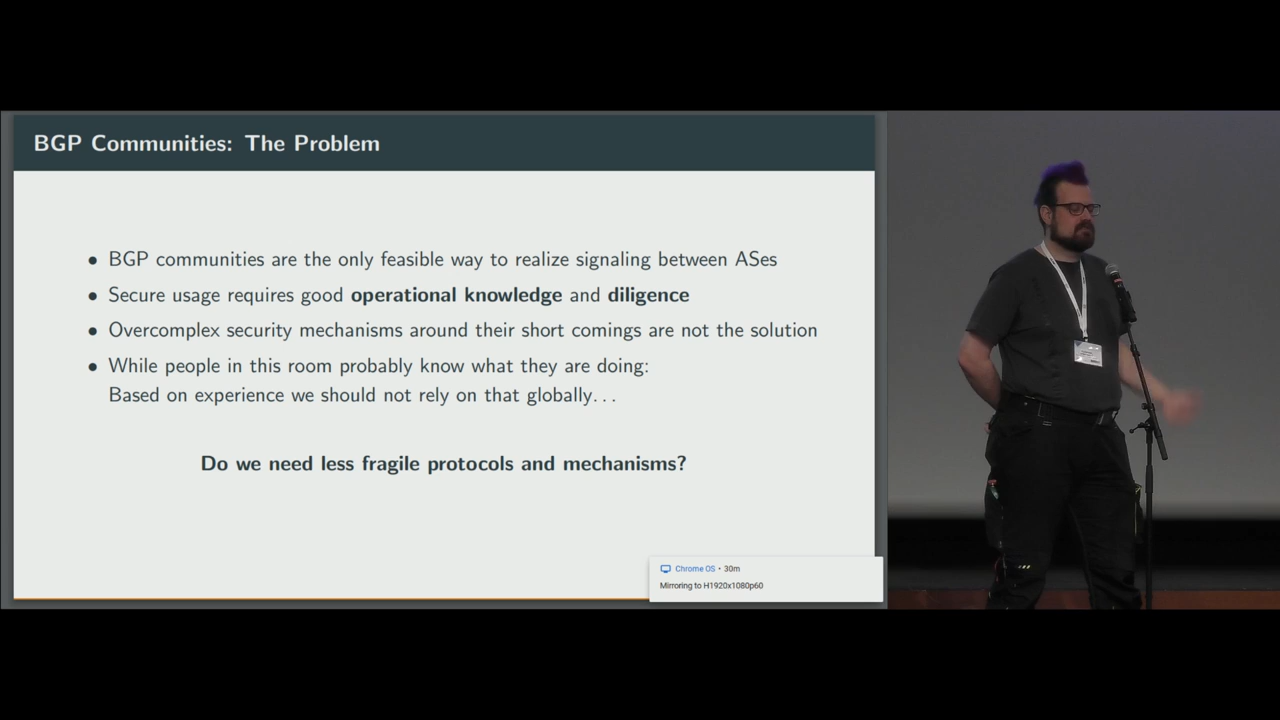 BGP Communities: The Problem
• BGP communities are the only feasible way to realize signaling between ASes
• Secure usage requires good operational knowledge and diligence
• Overcomplex security mechanisms around their short comings are not the solution
• While people in this room probably know what they are doing:
Based on experience we should not rely on that globally...
Do we need less fragile protocols and mechanisms?
Chrome OS • 30m
Mirroring to H1920x1080p60